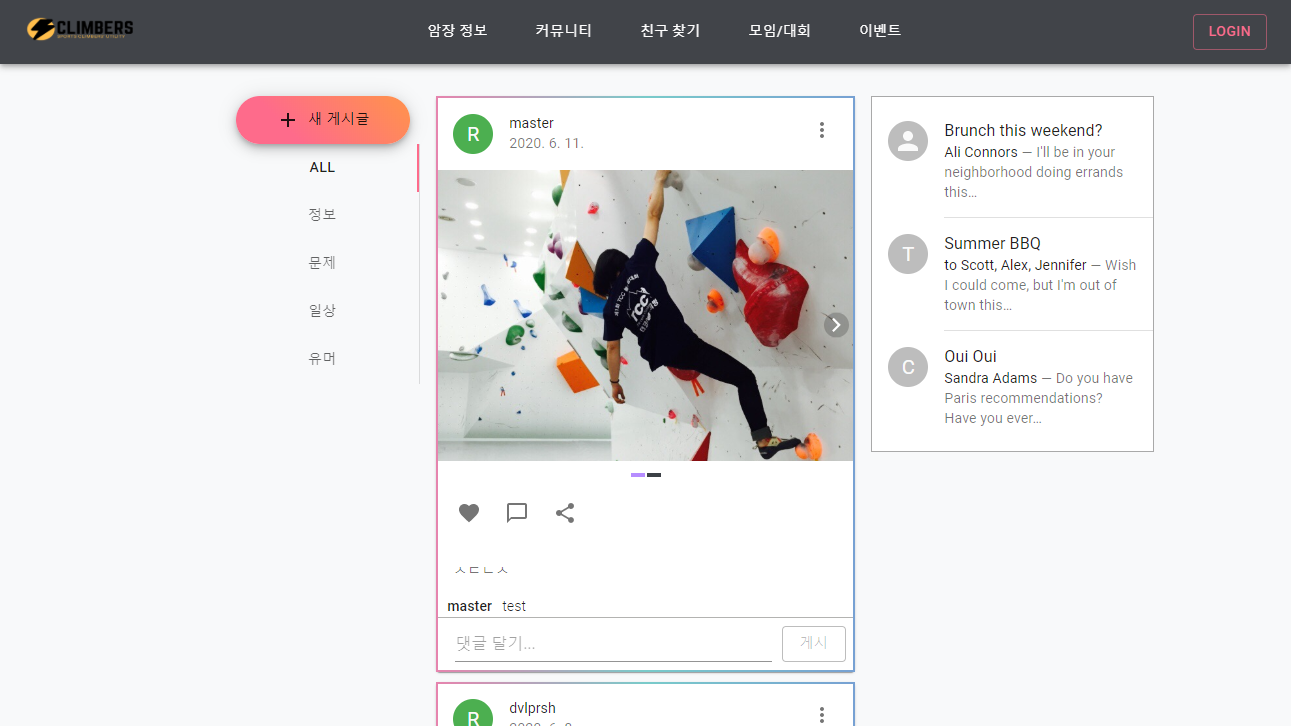 CLIMBERS
암장 정보
커뮤니티
친구 찾기
모임/대회
이벤트
LOGIN
새 게시글
ALL
정보
문제
일상
유머
R
master
2020. 6. 11.
TCC
ㅅㄷㄴㅅ
master test
댓글 달기...
게시
R
dvlprsh
Brunch this weekend?
Ali Connors — I'll be in your
neighborhood doing errands
this…
T
Summer BBQ
to Scott, Alex, Jennifer — Wish
I could come, but I'm out of
town this…
C
Oui Oui
Sandra Adams — Do you have
Paris recommendations?
Have you ever…